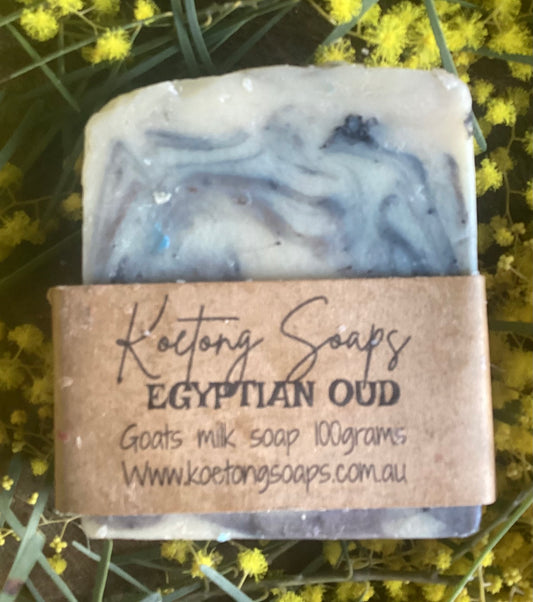 Koetong Soaps
EGYPTIAN OUD
Goats milk soap 100grams
Www.koetongsoaps.com.au